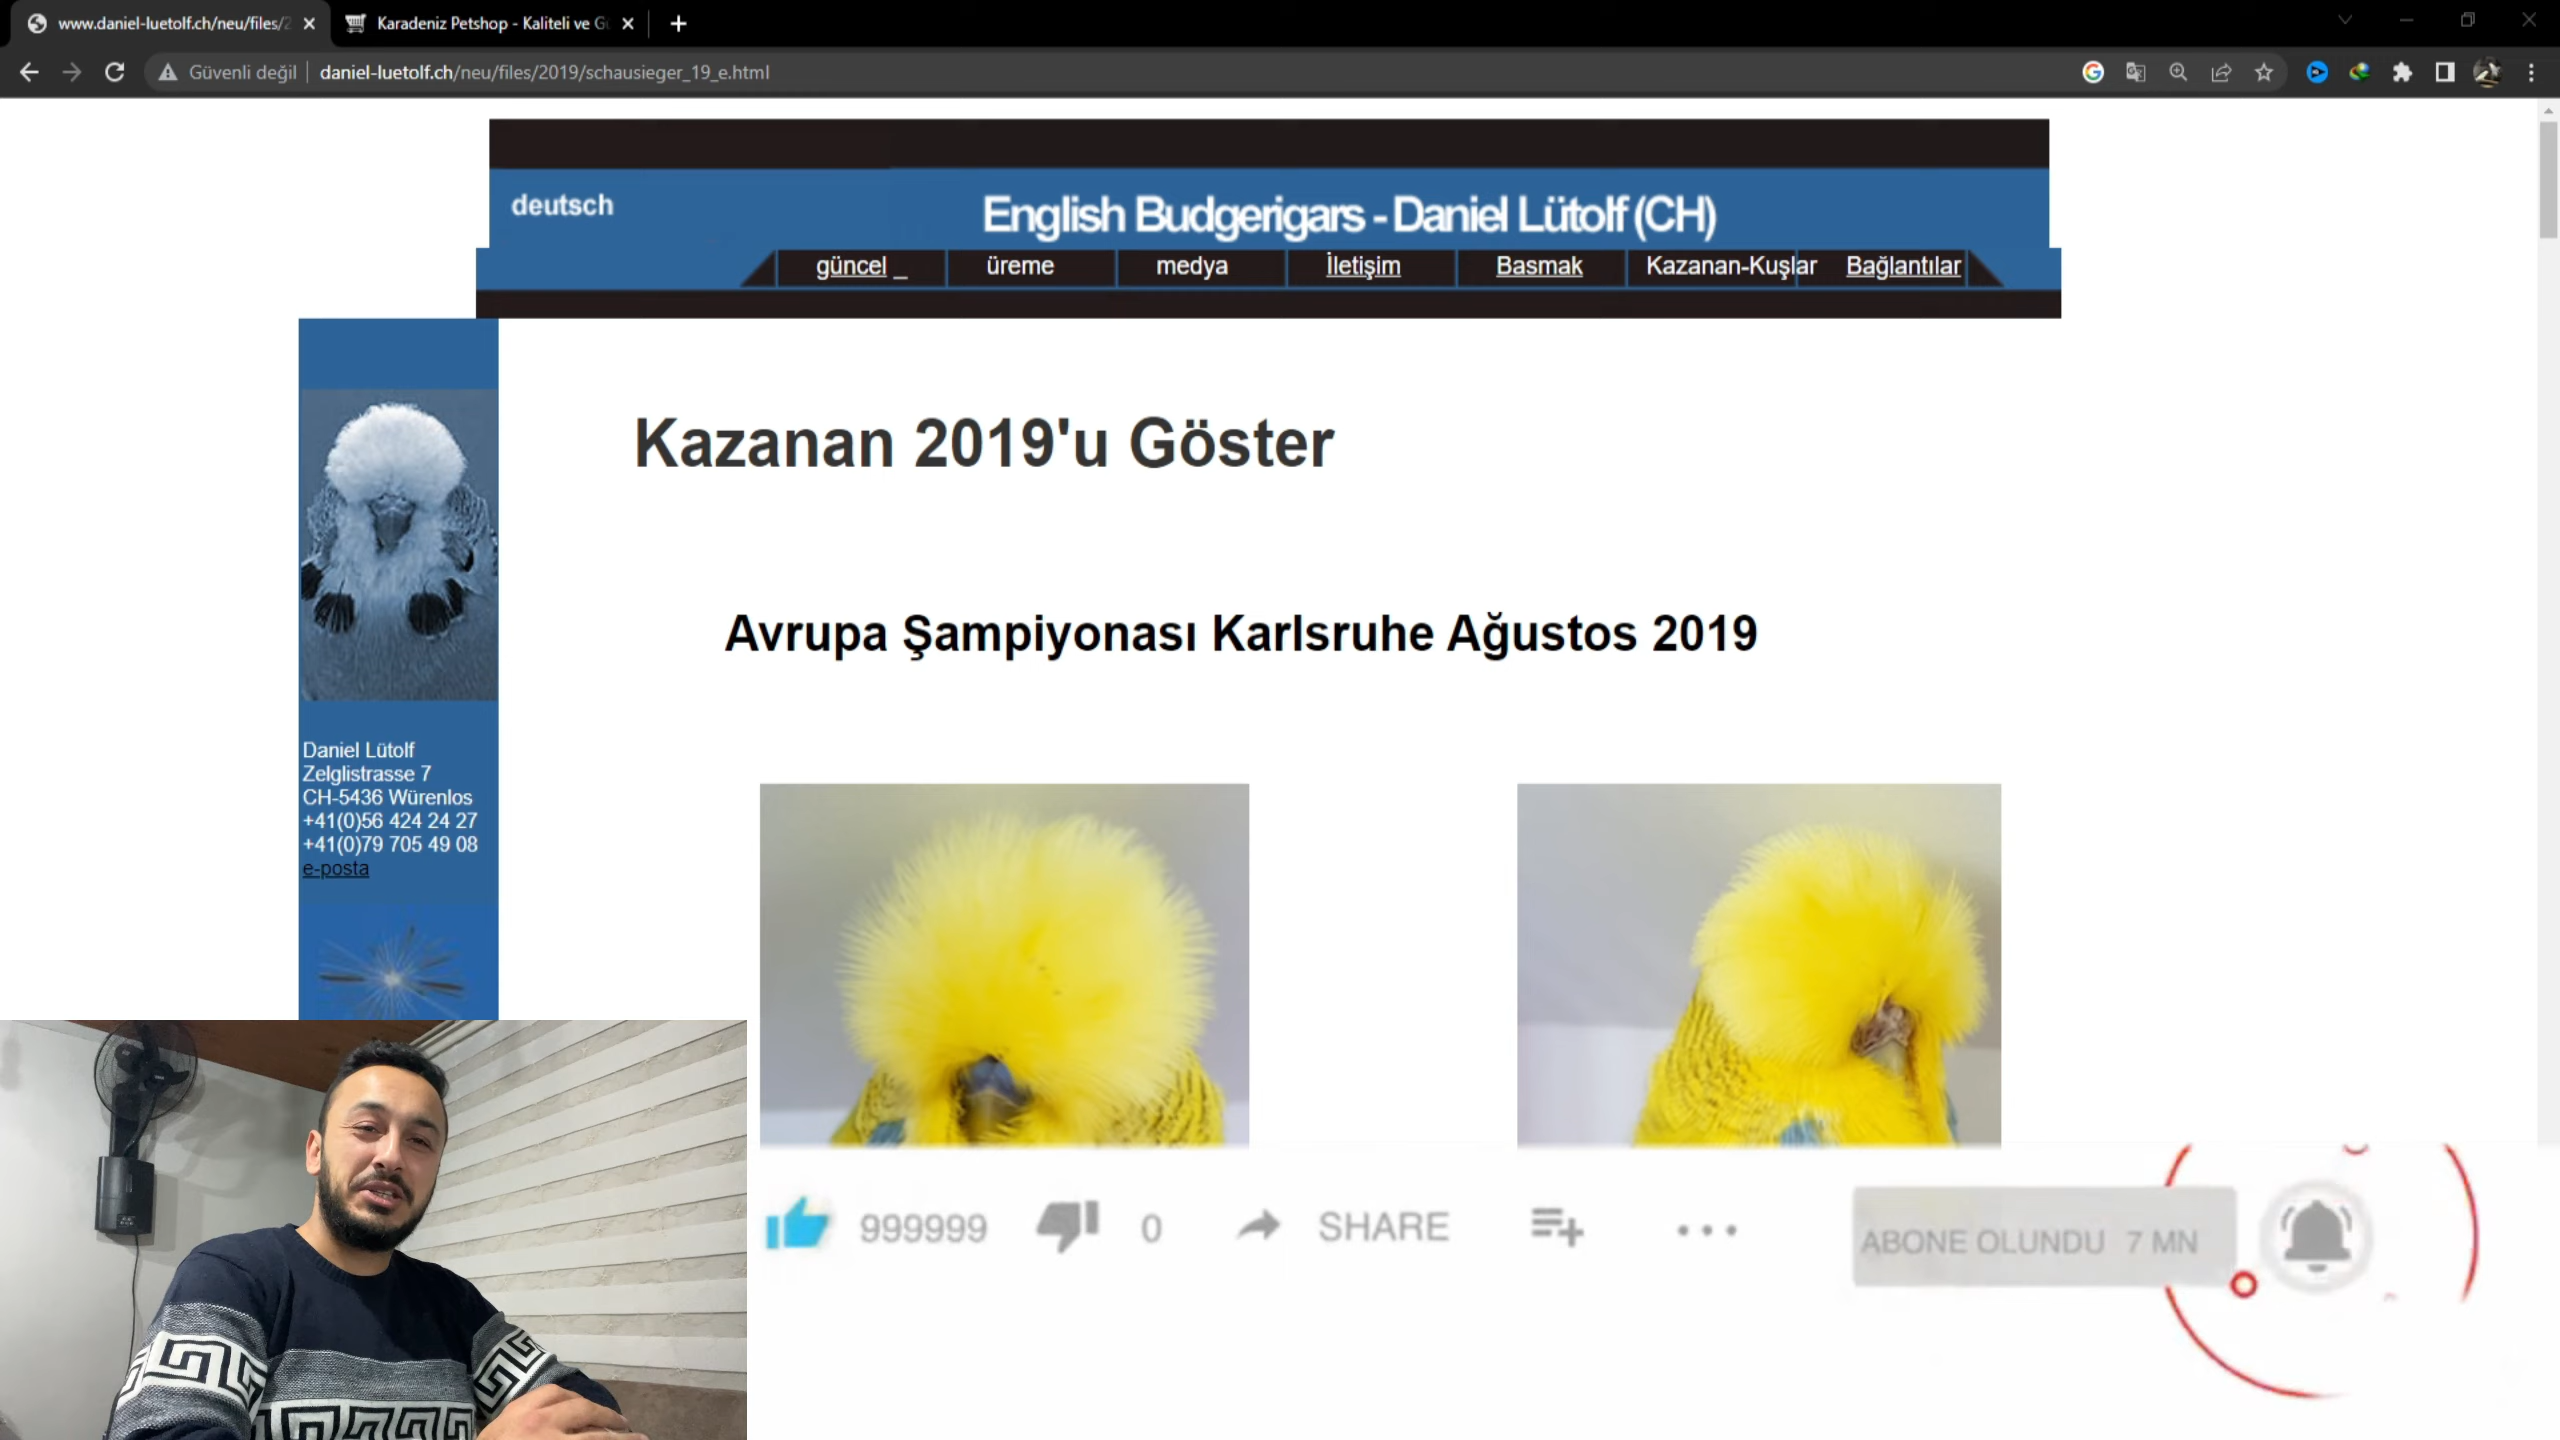 www.daniel-luetolf.ch/neu/files/2
Karadeniz Petshop - Kaliteli ve G
Güvenli değil
daniel-luetolf.ch/neu/files/2019/schausieger_19_e.html
deutsch
English Budgerigars - Daniel Lütolf (CH)
güncel _ üreme medya İletişim Basmak Kazanan-Kuşlar Bağlantılar
Kazanan 2019'u Göster
Avrupa Şampiyonası Karlsruhe Ağustos 2019
Daniel Lütolf
Zelglistrasse 7
CH-5436 Würenlos
+41(0)56 424 24 27
+41(0)79 705 49 08
e-posta
999999 0 SHARE
ABONE OLUNDU 7 MN